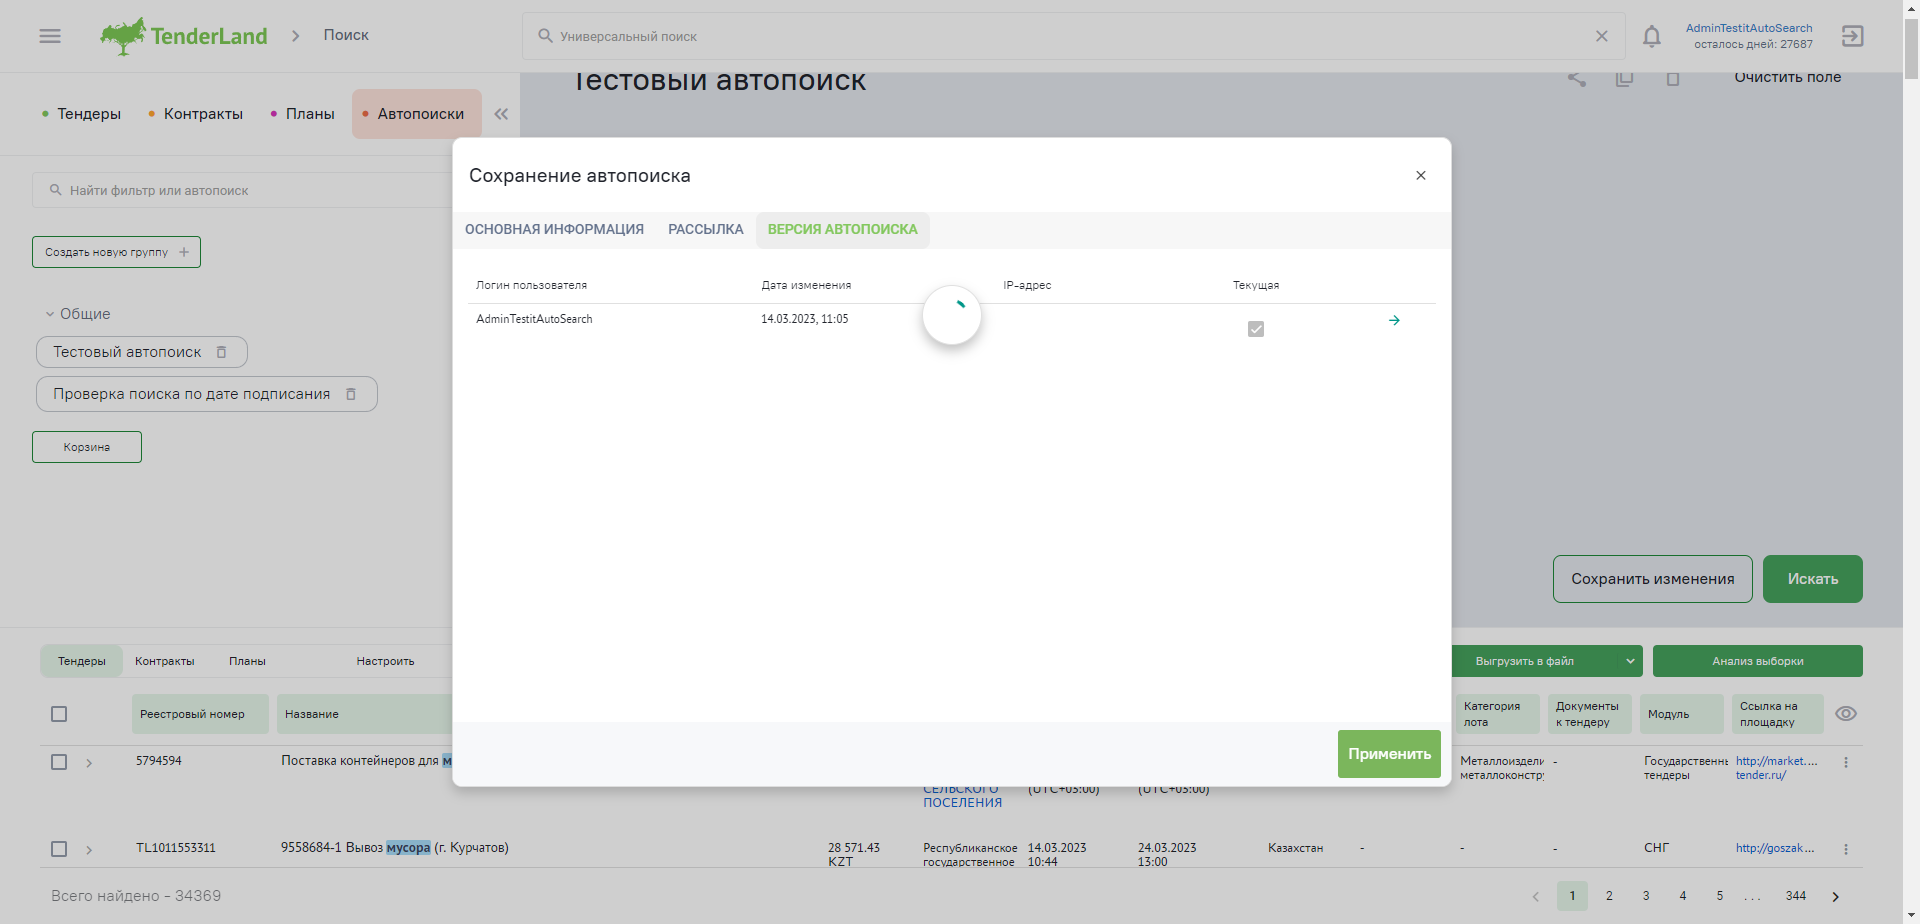 TenderLand
Поиск
Универсальный поиск
AdminTestitAutoSearch
осталось дней: 27687
Тестовый автопоиск
Очистить поле
Тендеры
Контракты
Планы
Автопоиски
Найти фильтр или автопоиск
Создать новую группу
Общие
Тестовый автопоиск
Проверка поиска по дате подписания
Корзина
Сохранение автопоиска
ОСНОВНАЯ ИНФОРМАЦИЯ
РАССЫЛКА
ВЕРСИЯ АВТОПОИСКА
Логин пользователя
Дата изменения
IP-адрес
Текущая
AdminTestitAutoSearch
14.03.2023, 11:05
Применить
Сохранить изменения
Искать
Тендеры
Контракты
Планы
Настроить
Выгрузить в файл
Анализ выборки
Реестровый номер
Название
Категория
лота
Документы
к тендеру
Модуль
Ссылка на
площадку
5794594
Поставка контейнеров для м
СЕЛЬСКОГО
ПОСЕЛЕНИЯ
(UTC+03:00)
(UTC+03:00)
Металлоиздели
металлоконстру
-
Государственны
тендеры
http://market....
tender.ru/
TL1011553311
9558684-1 Вывоз мусора (г. Курчатов)
28 571.43
KZT
Республиканское
государственное
14.03.2023
10:44
24.03.2023
13:00
Казахстан
-
-
-
СНГ
http://goszak...
Всего найдено - 34369
1
2
3
4
5
...
344